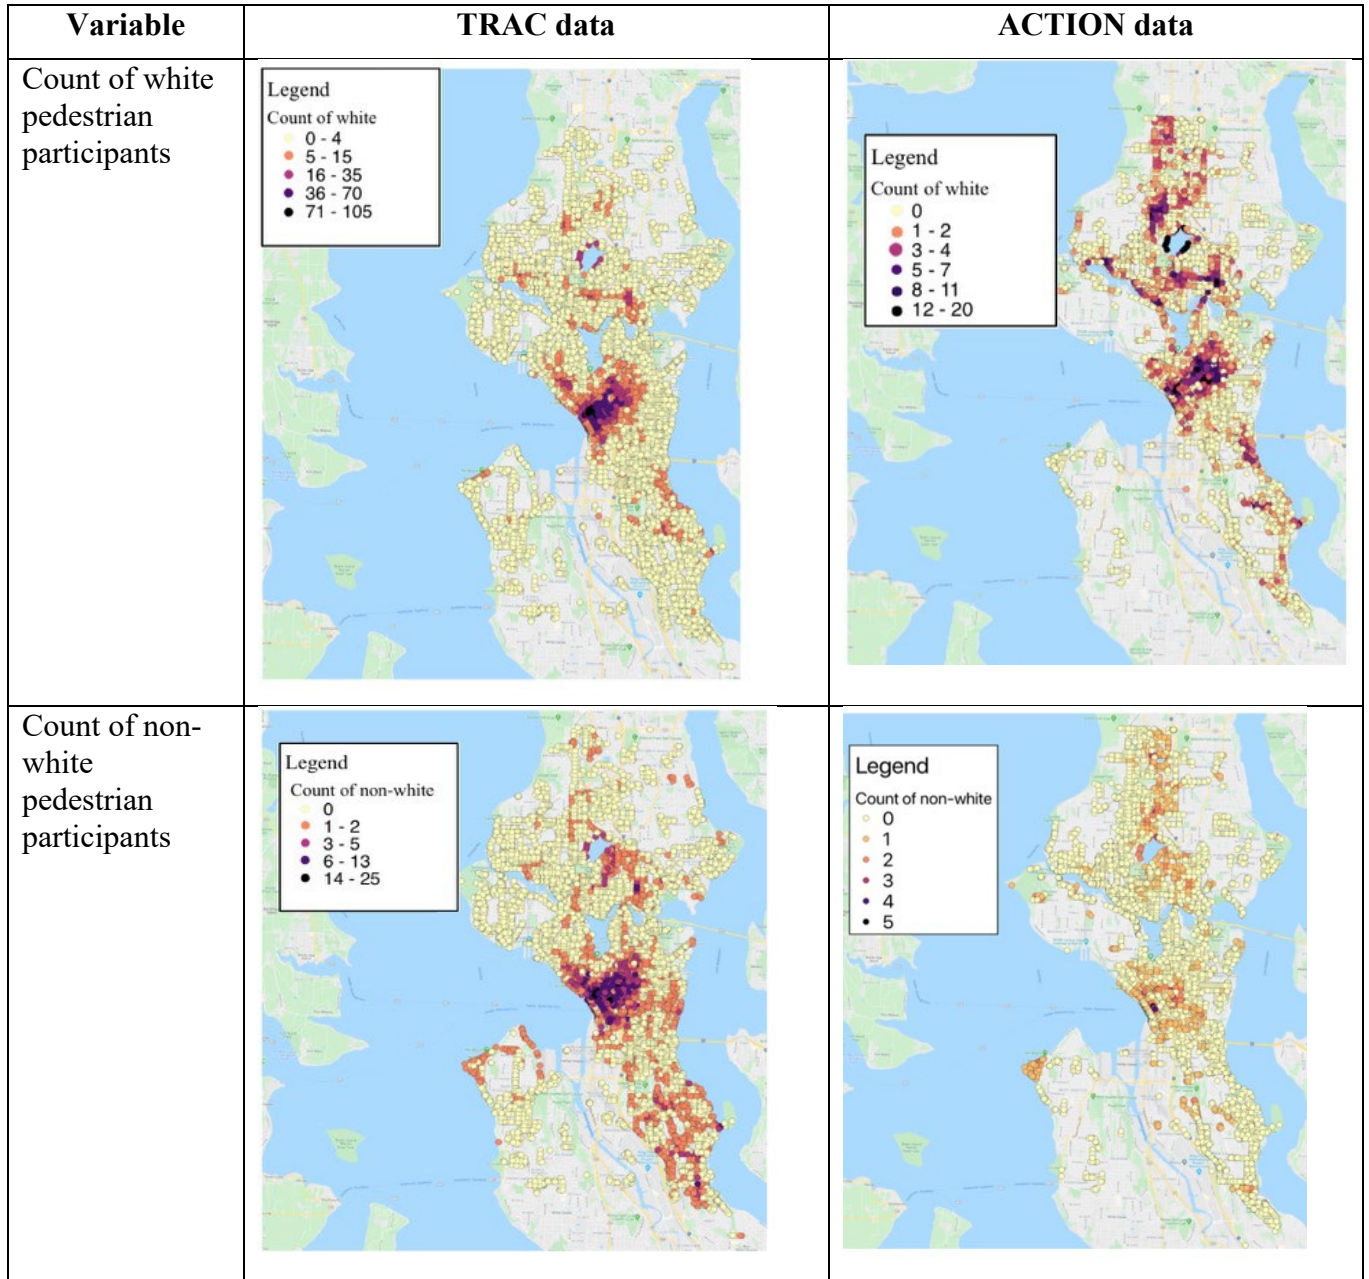 Variable
TRAC data
ACTION data
Count of white
pedestrian
participants
Legend
Count of white
0 - 4
5 - 15
16 - 35
36 - 70
71 - 105
Legend
Count of white
0
1 - 2
3 - 4
5 - 7
8 - 11
12 - 20
Count of non-
white
pedestrian
participants
Legend
Count of non-white
0
1 - 2
3 - 5
6 - 13
14 - 25
Legend
Count of non-white
0
1
2
3
4
5